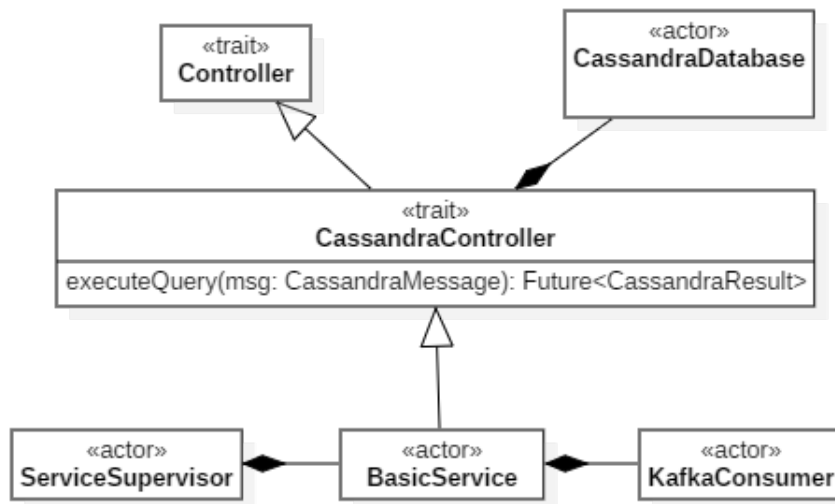 «trait»
Controller
«actor»
CassandraDatabase
«trait»
CassandraController
executeQuery(msg: CassandraMessage): Future<CassandraResult>
«actor»
ServiceSupervisor
«actor»
BasicService
«actor»
KafkaConsumer